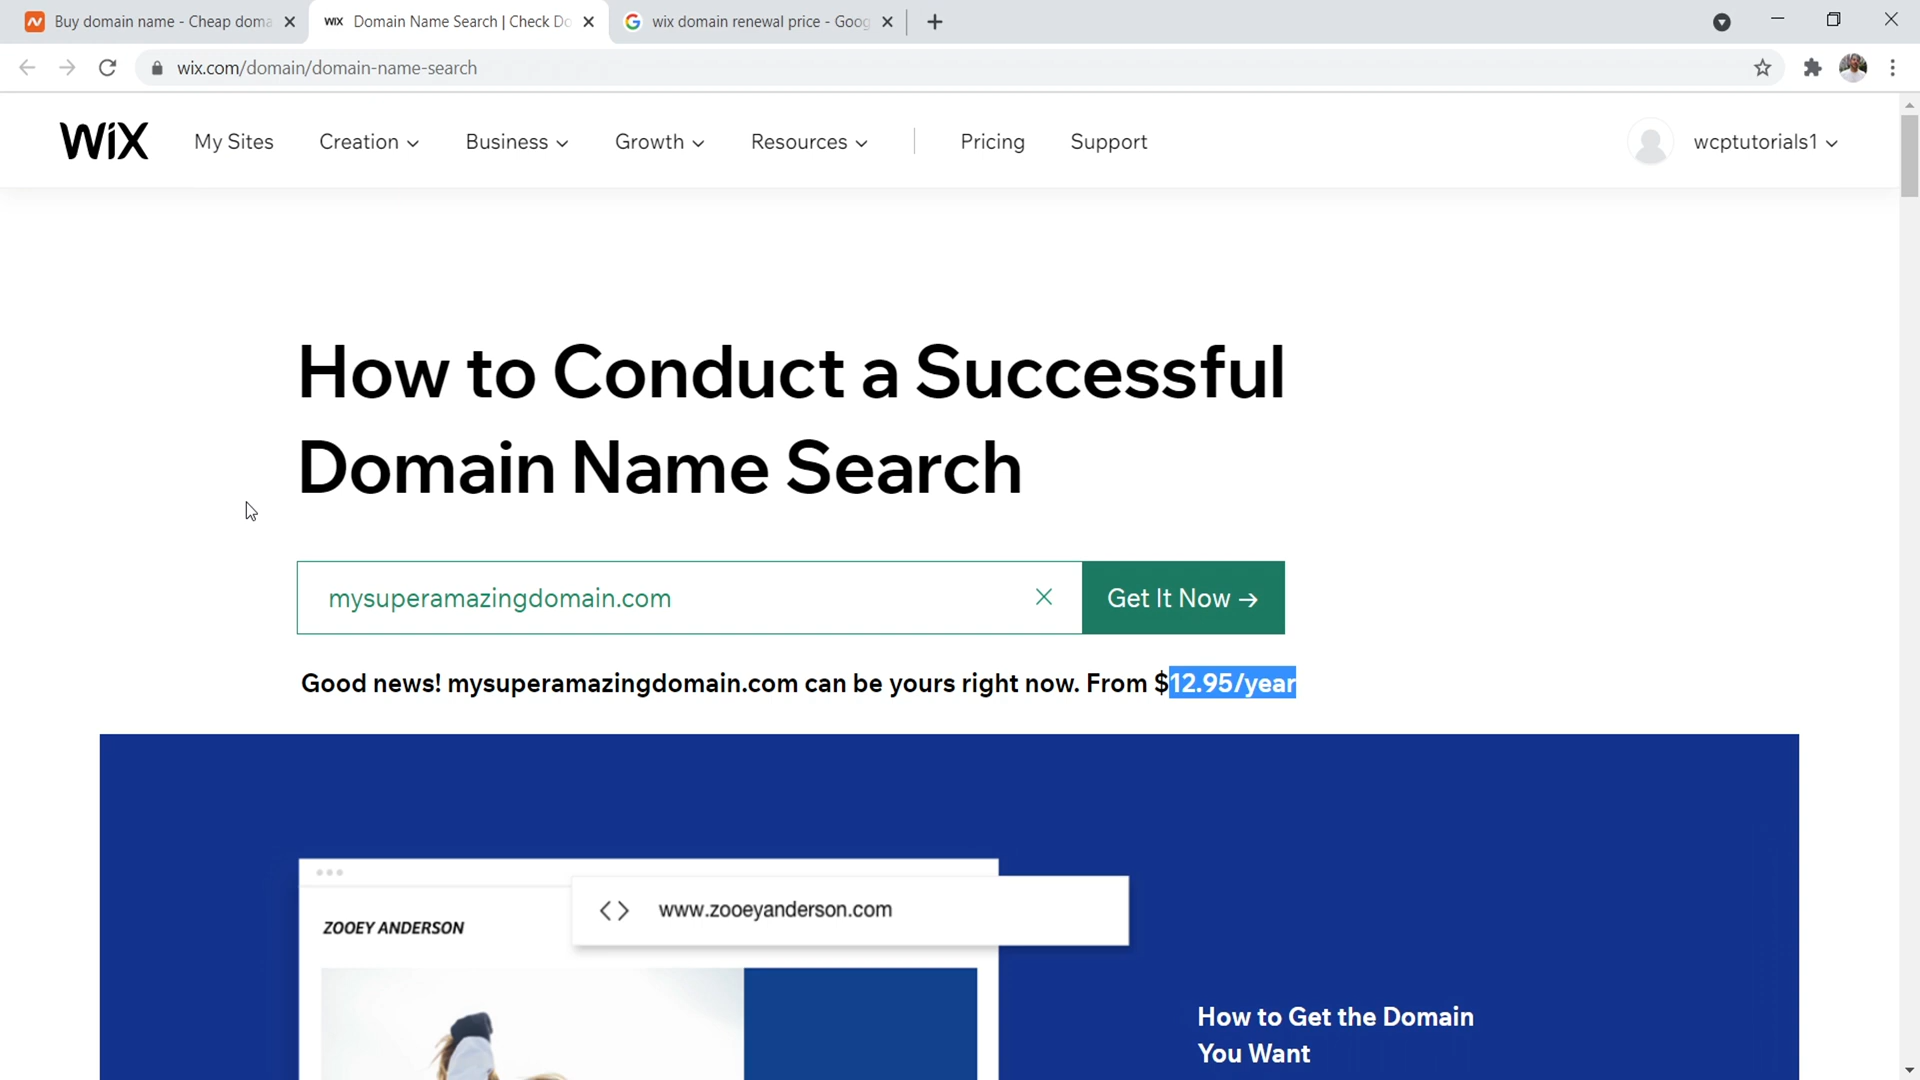 Buy domain name - Cheap doma
WiX Domain Name Search | Check Do
wix domain renewal price - Goog
wix.com/domain/domain-name-search
WiX
My Sites
Creation
Business
Growth
Resources
Pricing
Support
wcptutorials1
How to Conduct a Successful
Domain Name Search
mysuperamazingdomain.com
Get It Now →
Good news! mysuperamazingdomain.com can be yours right now. From $12.95/year
www.zooeyanderson.com
ZOOEY ANDERSON
How to Get the Domain
You Want